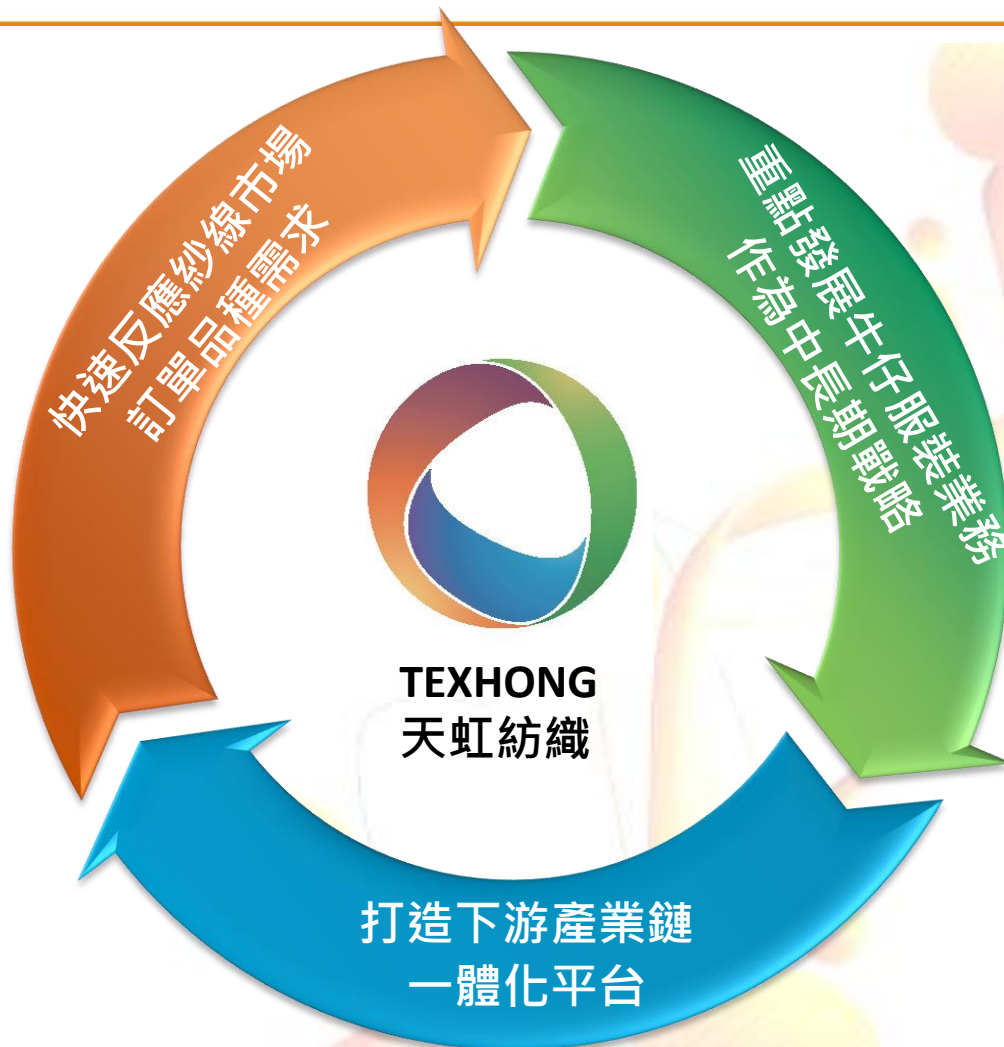 快速反應紗線市場
訂單品種需求
重點發展牛仔服裝業務
作為中長期戰略
TEXHONG
天虹紡織
打造下游產業鏈
一體化平台